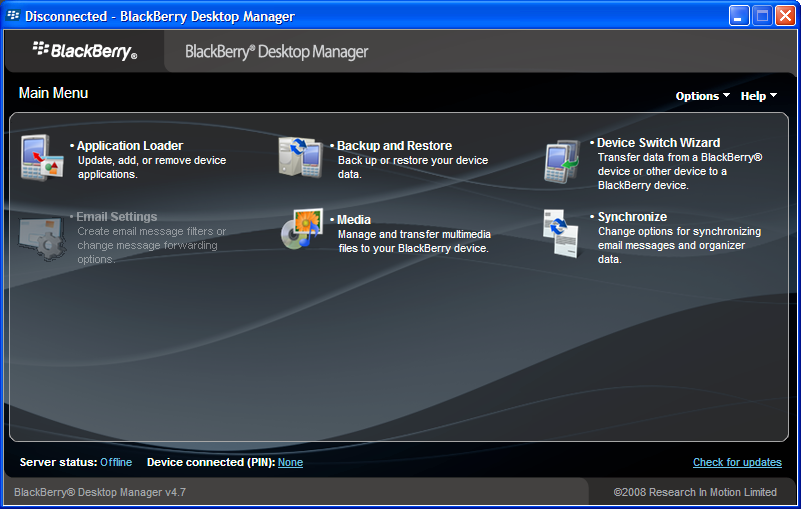 Disconnected - BlackBerry Desktop Manager
BlackBerry®
BlackBerry® Desktop Manager
Main Menu
Options
Help
• Application Loader
Update, add, or remove device
applications.
• Backup and Restore
Back up or restore your device
data.
• Device Switch Wizard
Transfer data from a BlackBerry®
device or other device to a
BlackBerry device.
• Email Settings
Create email message filters or
change message forwarding
options.
• Media
Manage and transfer multimedia
files to your BlackBerry device.
• Synchronize
Change options for synchronizing
email messages and organizer
data.
Server status: Offline Device connected (PIN): None
Check for updates
BlackBerry® Desktop Manager v4.7
©2008 Research In Motion Limited